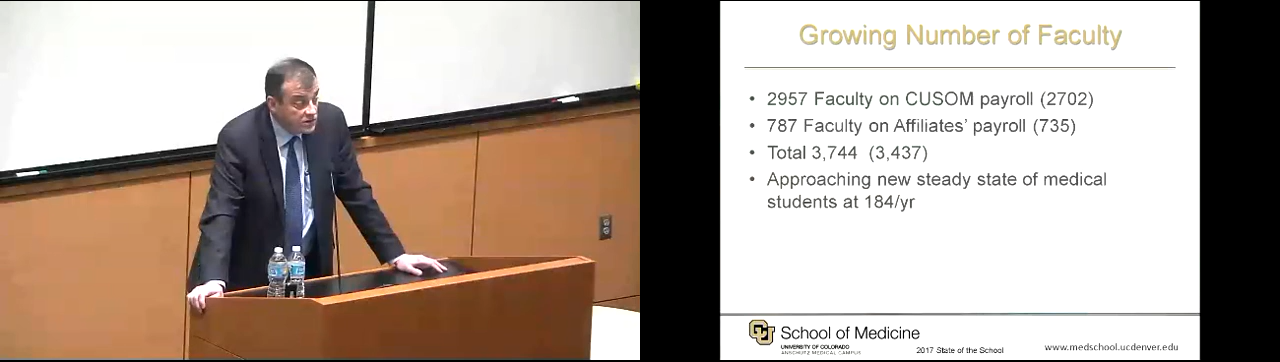 Growing Number of Faculty
• 2957 Faculty on CUSOM payroll (2702)
• 787 Faculty on Affiliates' payroll (735)
• Total 3,744 (3,437)
• Approaching new steady state of medical
students at 184/yr
CU School of Medicine
UNIVERSITY OF COLORADO
ANSCHUTZ MEDICAL CAMPUS
2017 State of the School
www.medschool.ucdenver.edu